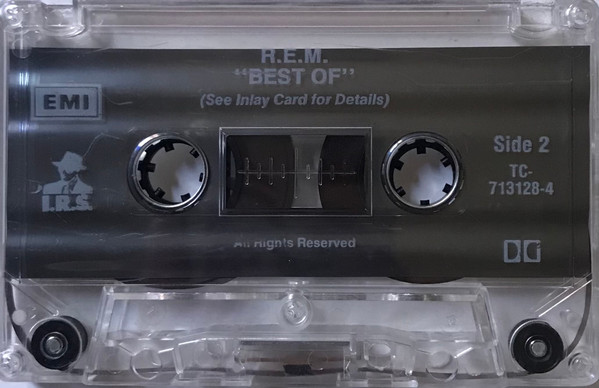 R.E.M.
"BEST OF"
(See Inlay Card for Details)
EMI
I.R.S.
Side 2
TC-
713128-4
All Rights Reserved